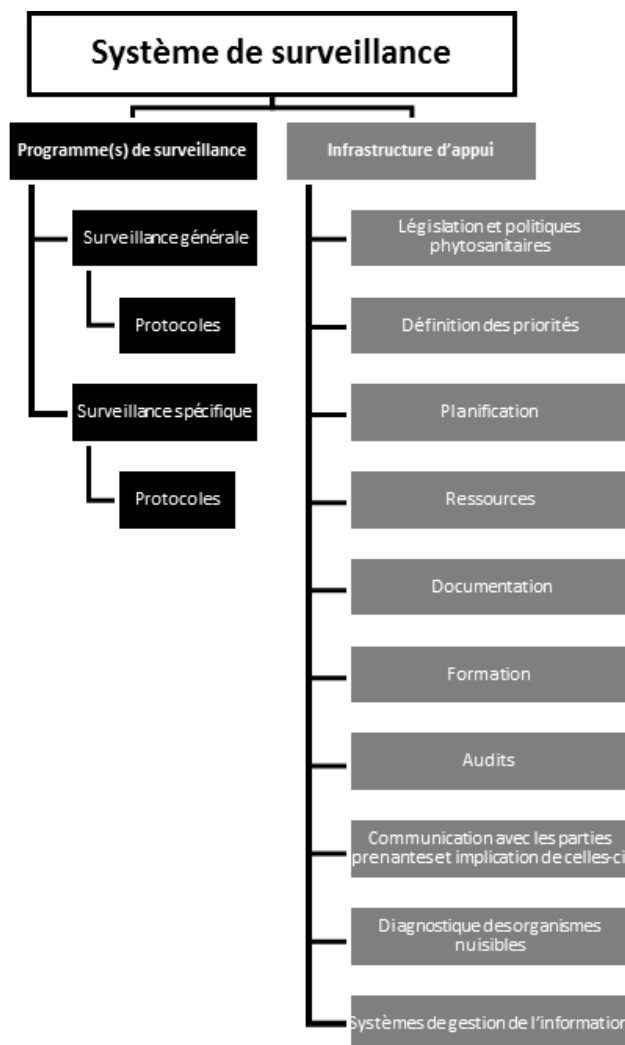 Système de surveillance
Programme(s) de surveillance
Surveillance générale
Protocoles
Surveillance spécifique
Protocoles
Infrastructure d'appui
Législation et politiques
phytosanitaires
Définition des priorités
Planification
Ressources
Documentation
Formation
Audits
Communication avec les parties
prenantes et implication de celles-ci
Diagnostique des organismes
nuisibles
Systèmes de gestion de l'information